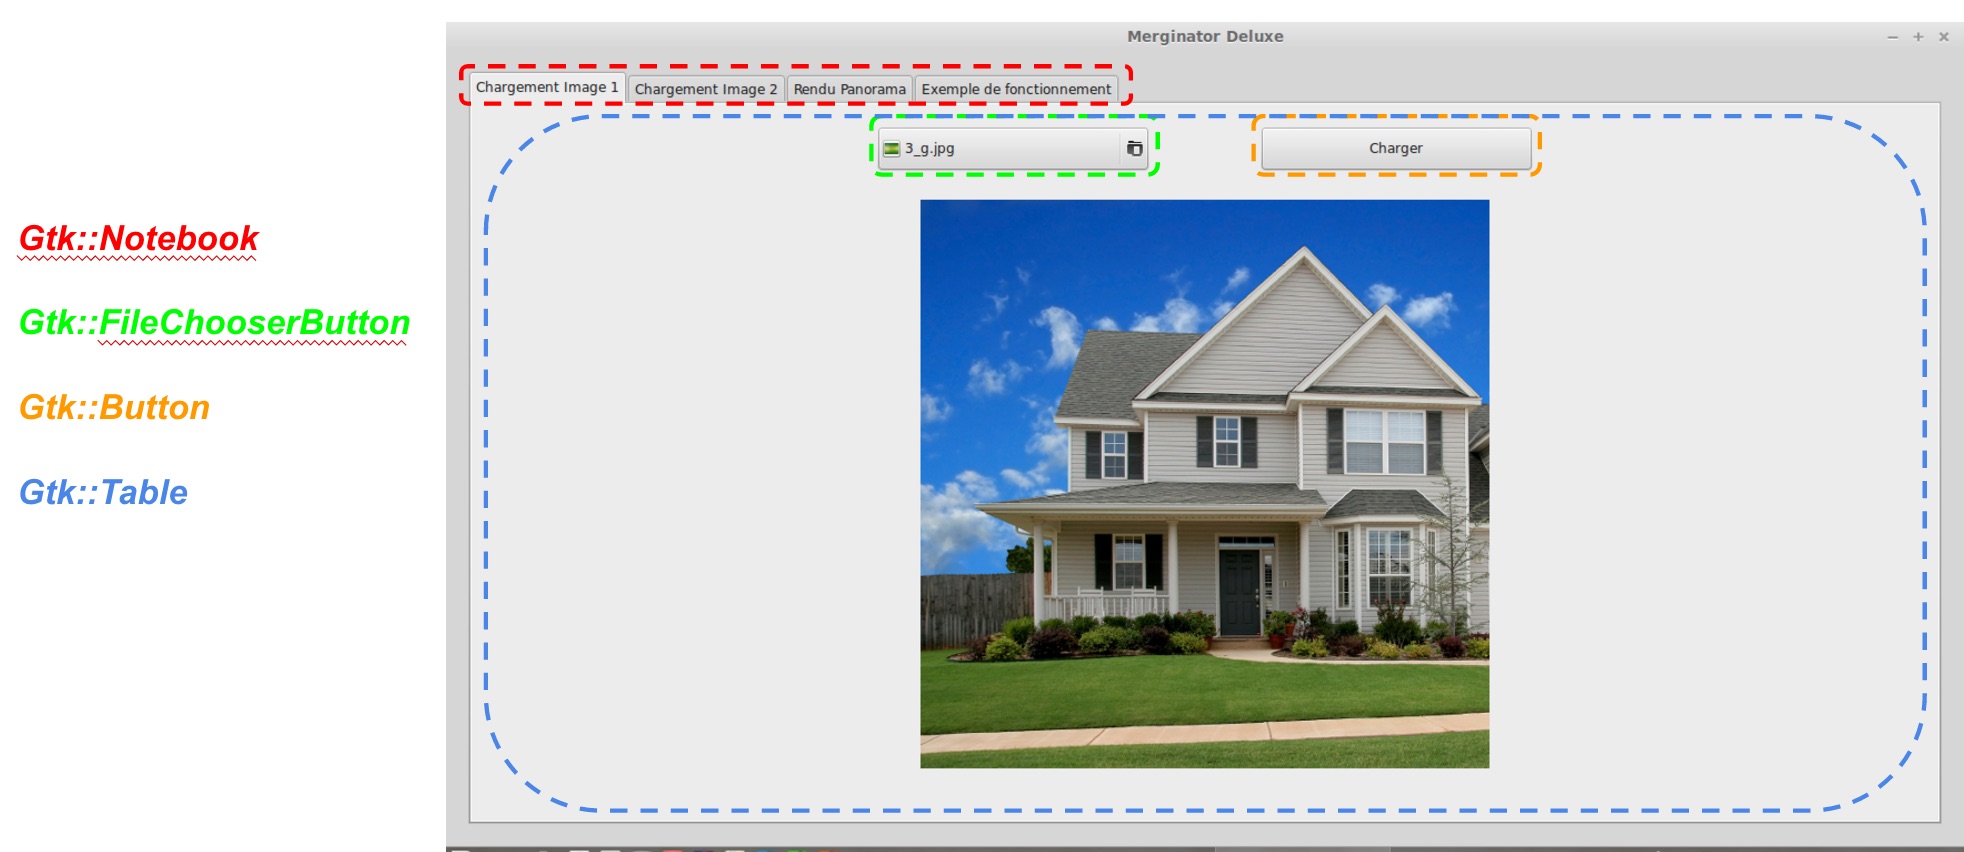 Merginator Deluxe
Chargement Image 1
Chargement Image 2
Rendu Panorama
Exemple de fonctionnement
3_g.jpg
Charger
Gtk::Notebook
Gtk::FileChooserButton
Gtk::Button
Gtk::Table